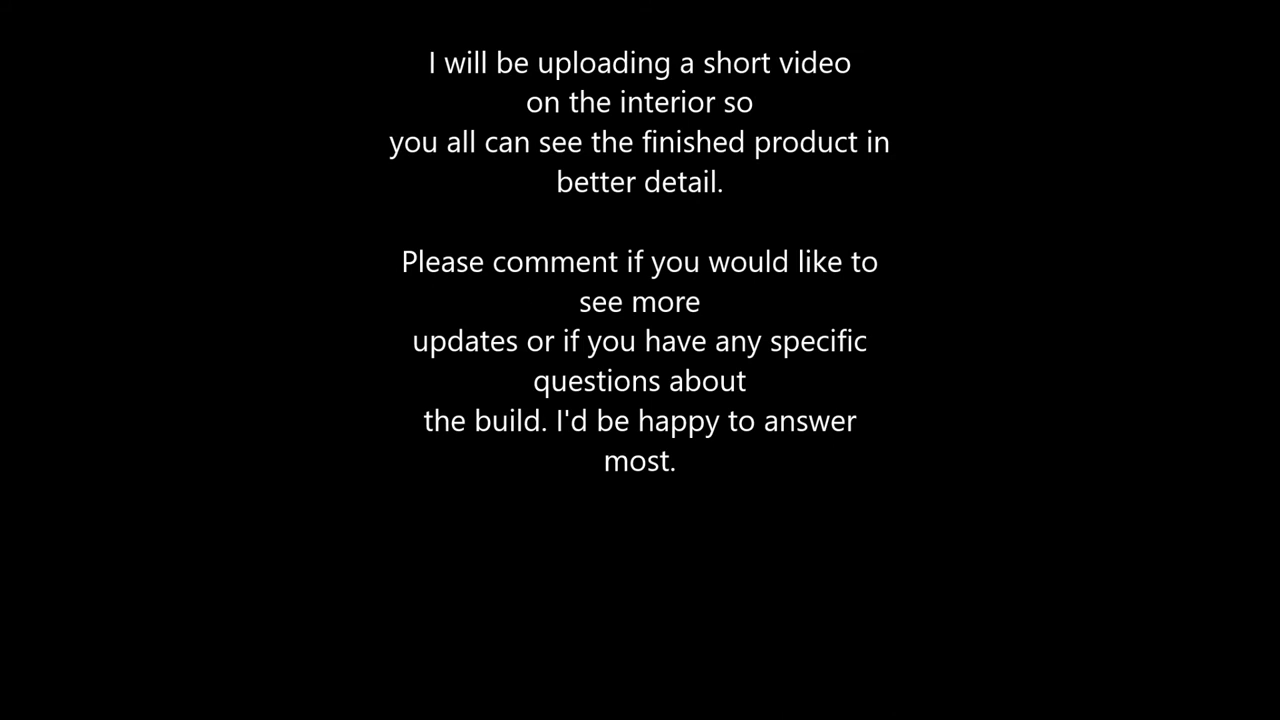 I will be uploading a short video
on the interior so
you all can see the finished product in
better detail.
Please comment if you would like to
see more
updates or if you have any specific
questions about
the build. I'd be happy to answer
most.